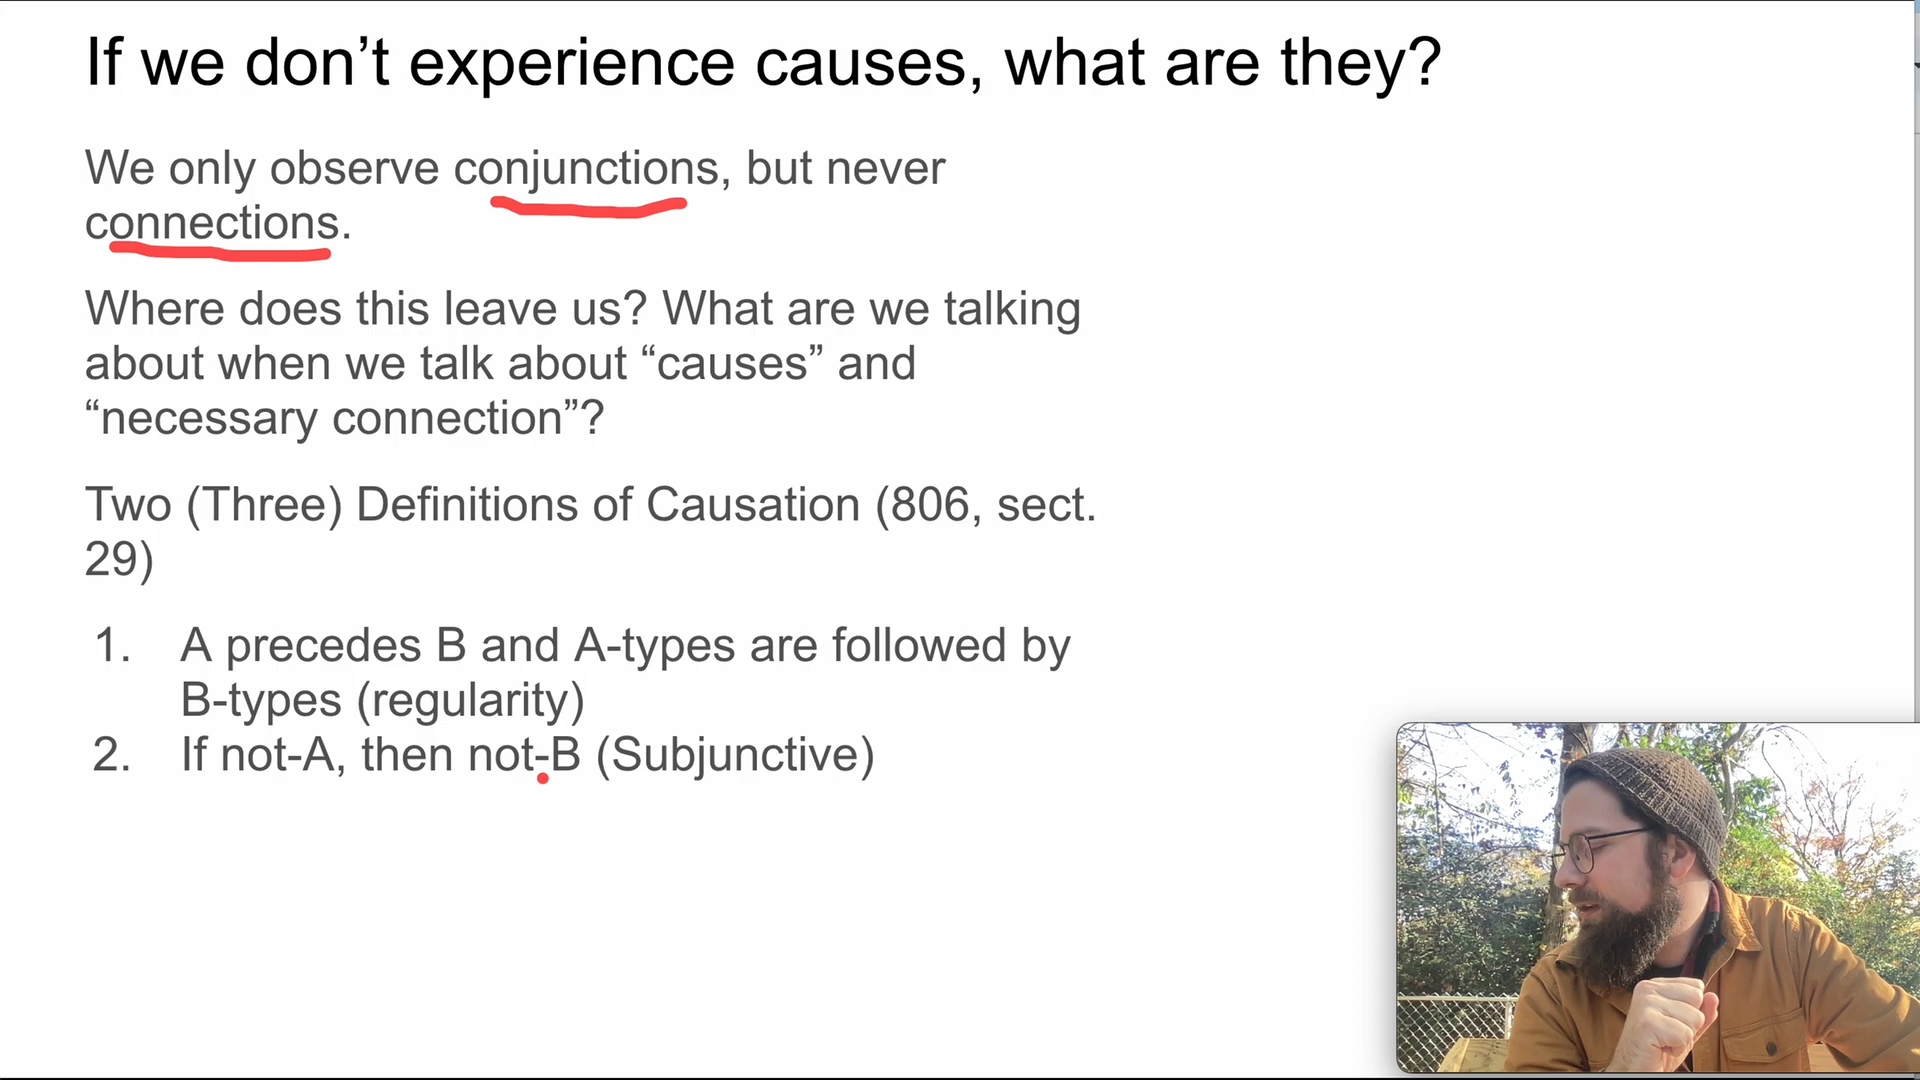 If we don’t experience causes, what are they?
We only observe conjunctions, but never
connections.
Where does this leave us? What are we talking
about when we talk about “causes” and
“necessary connection”?
Two (Three) Definitions of Causation (806, sect.
29)
1. A precedes B and A-types are followed by
B-types (regularity)
2. If not-A, then not-B (Subjunctive)